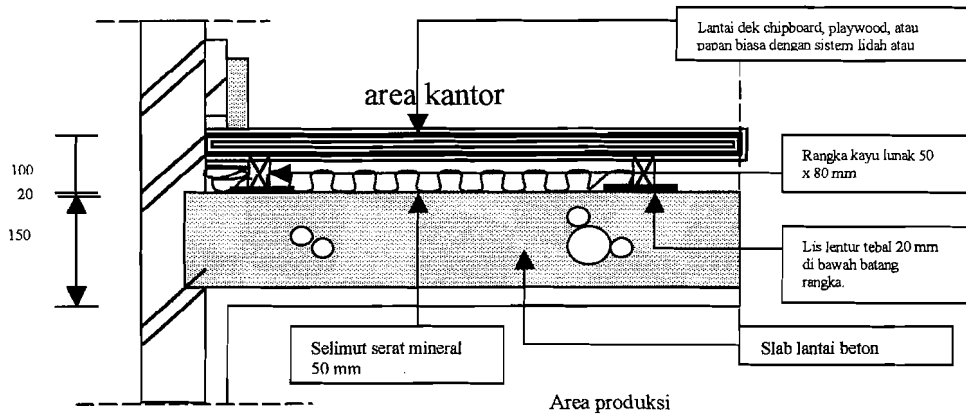 Lantai dek chipboard, playwood, atau
papan biasa dengan sistem lidah atau
area kantor
100
20
150
Rangka kayu lunak 50
x 80 mm
Lis lentur tebal 20 mm
di bawah batang
rangka.
Selimut serat mineral
50 mm
Slab lantai beton
Area produksi